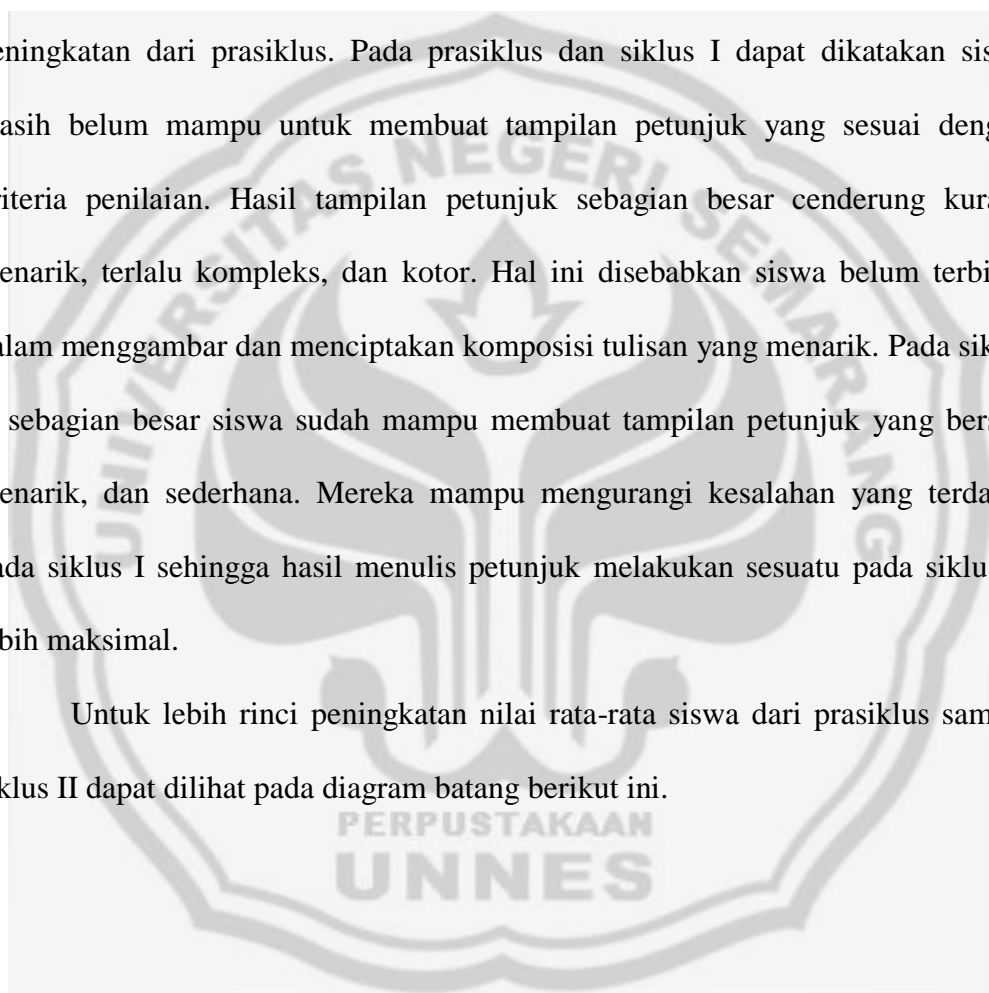 eningkatan dari prasiklus. Pada prasiklus dan siklus I dapat dikatakan sis
asih belum mampu untuk membuat tampilan petunjuk yang sesuai deng
riteria penilaian. Hasil tampilan petunjuk sebagian besar cenderung kura
enarik, terlalu kompleks, dan kotor. Hal ini disebabkan siswa belum terbi
alam menggambar dan menciptakan komposisi tulisan yang menarik. Pada sik
sebagian besar siswa sudah mampu membuat tampilan petunjuk yang bers
enarik, dan sederhana. Mereka mampu mengurangi kesalahan yang terda
ada siklus I sehingga hasil menulis petunjuk melakukan sesuatu pada siklu
bih maksimal.
Untuk lebih rinci peningkatan nilai rata-rata siswa dari prasiklus sam
klus II dapat dilihat pada diagram batang berikut ini.
UNIVERSITAS NEGERI SEMARANG
PERPUSTAKAAN
UNNES